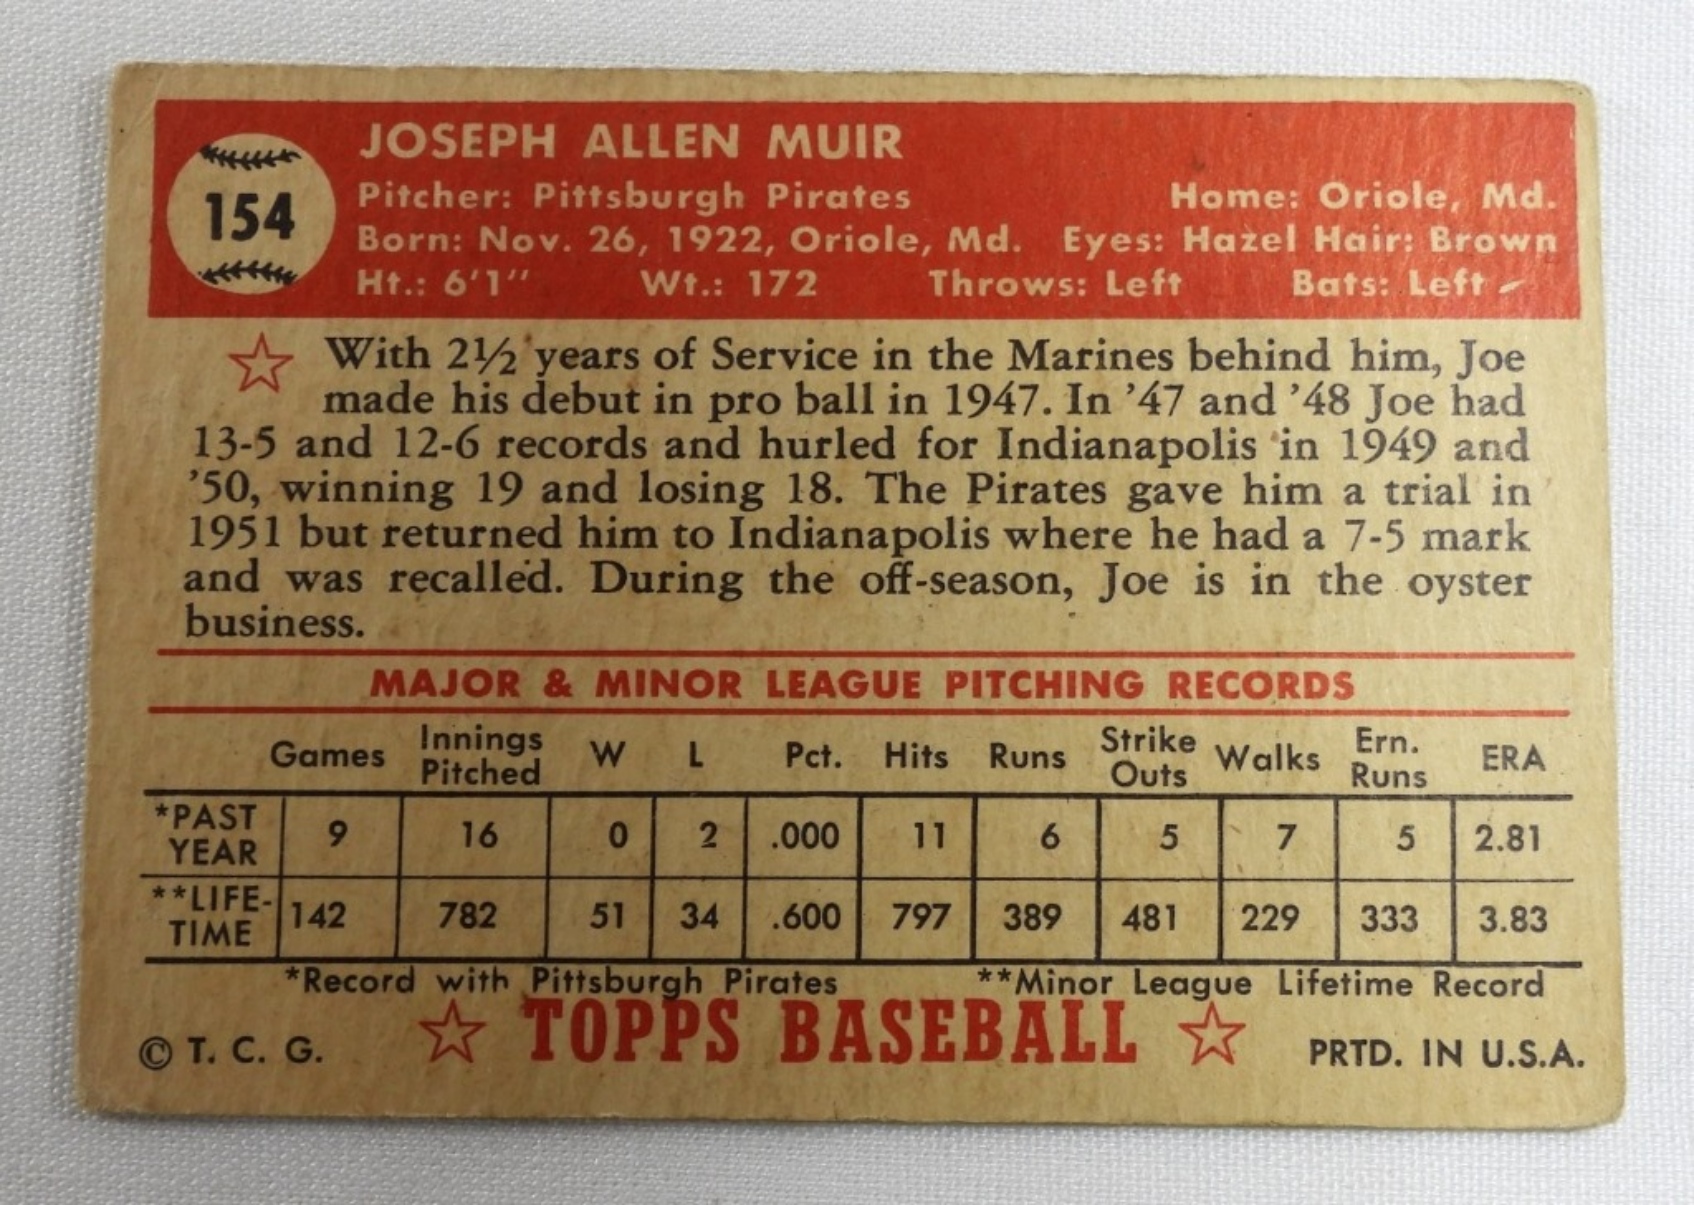 154
JOSEPH ALLEN MUIR
Pitcher: Pittsburgh Pirates Home: Oriole, Md.
Born: Nov. 26, 1922, Oriole, Md. Eyes: Hazel Hair: Brown
Ht.: 6'1" Wt.: 172 Throws: Left Bats: Left
With 2½ years of Service in the Marines behind him, Joe
made his debut in pro ball in 1947. In '47 and '48 Joe had
13-5 and 12-6 records and hurled for Indianapolis in 1949 and
'50, winning 19 and losing 18. The Pirates gave him a trial in
1951 but returned him to Indianapolis where he had a 7-5 mark
and was recalled. During the off-season, Joe is in the oyster
business.
MAJOR & MINOR LEAGUE PITCHING RECORDS
Games Innings Pitched W L Pct. Hits Runs Strike Outs Walks Ern. Runs ERA
*PAST YEAR 9 16 0 2 .000 11 6 5 7 5 2.81
**LIFE-TIME 142 782 51 34 .600 797 389 481 229 333 3.83
*Record with Pittsburgh Pirates **Minor League Lifetime Record
© T. C. G. TOPPS BASEBALL PRTD. IN U.S.A.